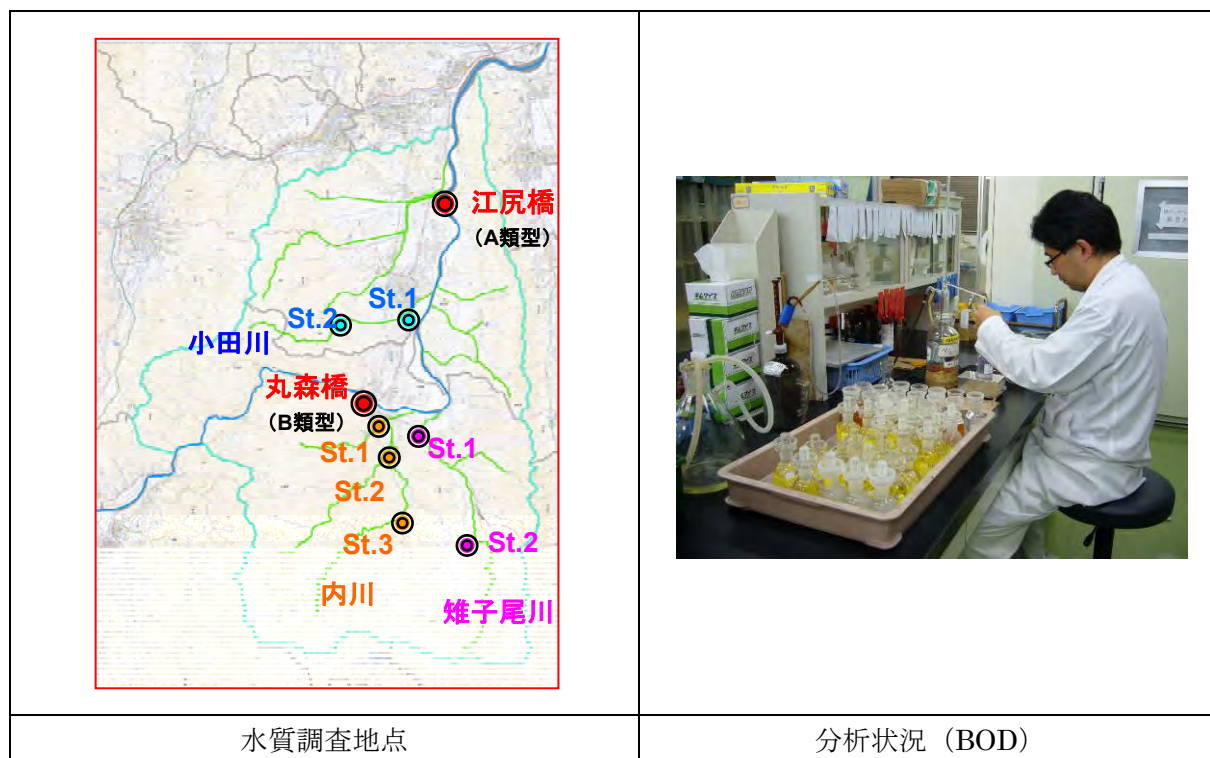 江尻橋
(A類型)
St.1
St.2
小田川
丸森橋
(B類型)
St.1
St.1
St.2
St.3
St.2
内川
雉子尾川
水質調査地点
分析状況(BOD)